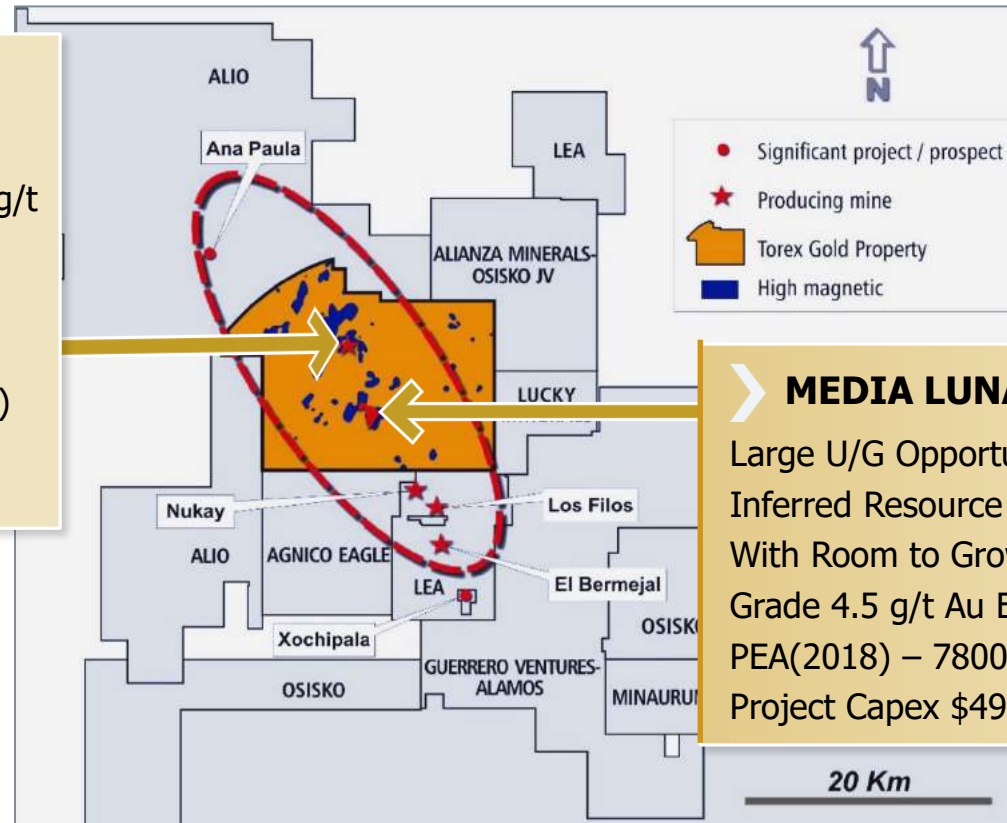 g/t
)
ALIO
Ana Paula
LEA
ALIANZA MINERALS-
OSISKO JV
LUCKY
Nukay
Los Filos
ALIO
AGNICO EAGLE
LEA
El Bermejal
Xochipala
OSISKO
GUERRERO VENTURES-
ALAMOS
N
Significant project / prospect
Producing mine
Torex Gold Property
High magnetic
MEDIA LUNA
Large U/G Opportu
Inferred Resource
With Room to Grow
Grade 4.5 g/t Au E
PEA(2018) – 7800
Project Capex $49
OSISK
MINAURU
20 Km